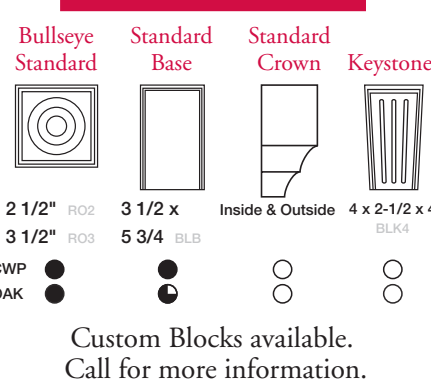 Bullseye Standard Standard
Standard Base Crown Keystone
2 1/2" RO2 3 1/2 x Inside & Outside 4 x 2-1/2 x 4
3 1/2" RO3 5 3/4 BLB BLK4
CWP
OAK
Custom Blocks available.
Call for more information.